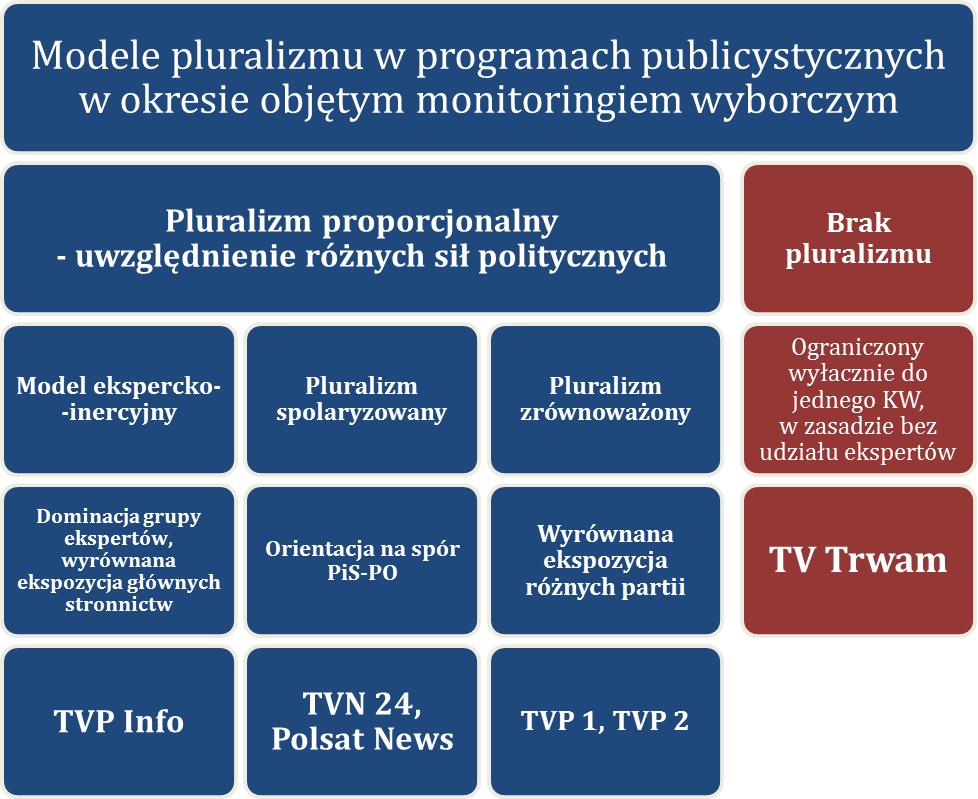 Modele pluralizmu w programach publicystycznych
w okresie objętym monitoringiem wyborczym
Pluralizm proporcjonalny
- uwzględnienie różnych sił politycznych
Brak
pluralizmu
Model ekspercko-
-inercyjny
Pluralizm
spolaryzowany
Pluralizm
zrównoważony
Ograniczony
wyłacznie do
jednego KW,
w zasadzie bez
udziału ekspertów
Dominacja grupy
ekspertów,
wyrównana
ekspozycja głównych
stronnictw
Orientacja na spór
PiS-PO
Wyrównana
ekspozycja
różnych partii
TV Trwam
TVP Info
TVN 24,
Polsat News
TVP 1, TVP 2